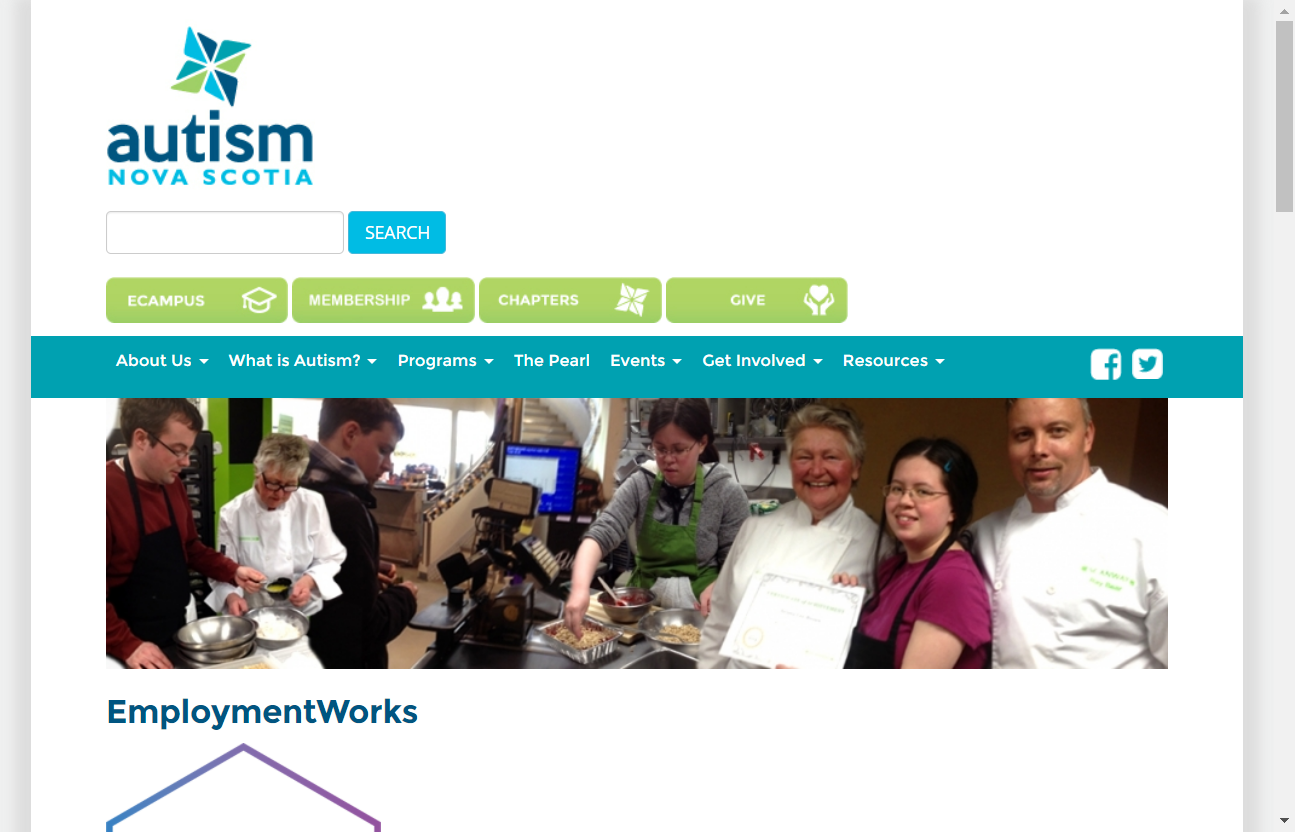 autism
NOVA SCOTIA
SEARCH
ECAMPUS
MEMBERSHIP
CHAPTERS
GIVE
About Us
What is Autism?
Programs
The Pearl
Events
Get Involved
Resources
EmploymentWorks